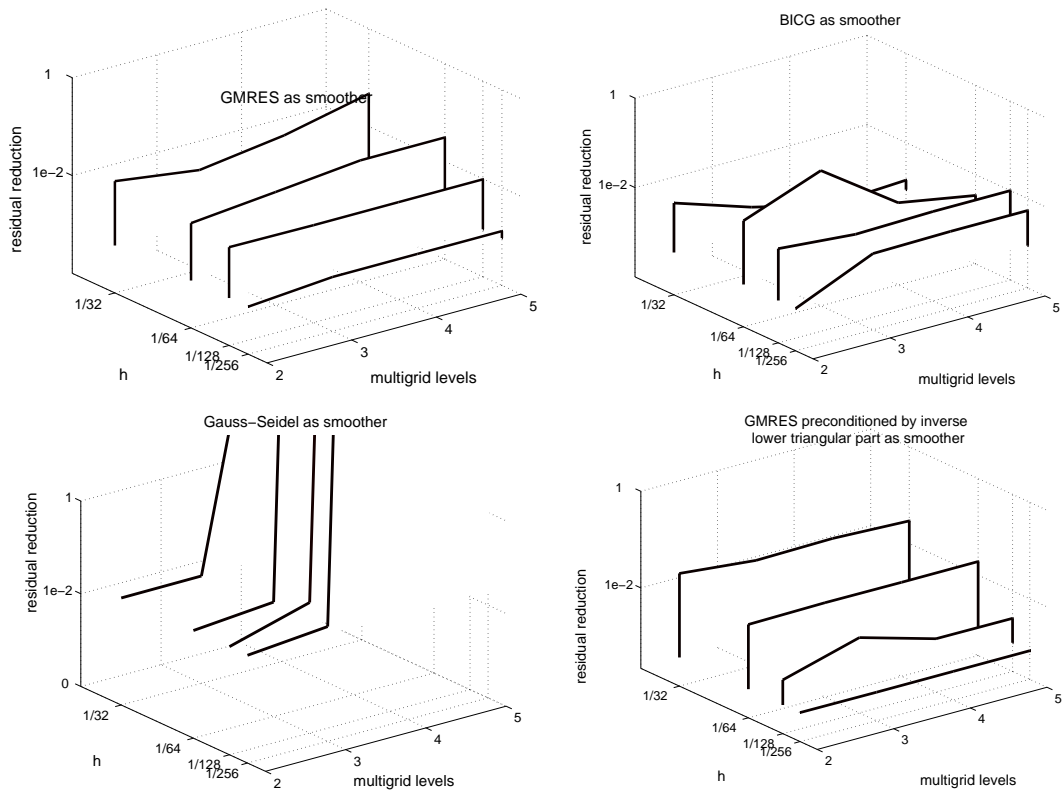 GMRES as smoother
residual reduction
1
1e−2
1/32
1/64
1/128
1/256
h
2
3
4
5
multigrid levels
BICG as smoother
residual reduction
1
1e−2
1/32
1/64
1/128
1/256
h
2
3
4
5
multigrid levels
Gauss−Seidel as smoother
residual reduction
1
1e−2
0
1/32
1/64
1/128
1/256
h
2
3
4
5
multigrid levels
GMRES preconditioned by inverse
lower triangular part as smoother
residual reduction
1
1e−2
1/32
1/64
1/128
1/256
h
2
3
4
5
multigrid levels